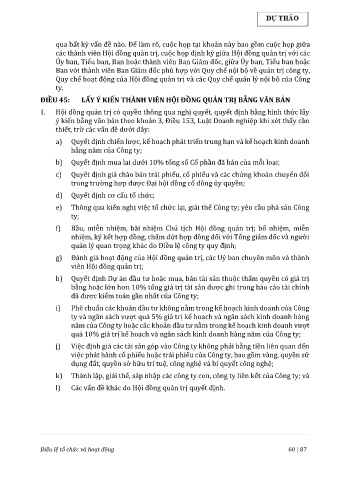 DỰ THẢO
qua bất kỳ vấn đề nào. Để làm rõ, cuộc họp tại khoản này bao gồm cuộc họp giữa
các thành viên Hội đồng quản trị, cuộc họp định kỳ giữa Hội đồng quản trị với các
Ủy ban, Tiểu ban, Ban hoặc thành viên Ban Giám đốc, giữa Ủy ban, Tiểu ban hoặc
Ban với thành viên Ban Giám đốc phù hợp với Quy chế nội bộ về quản trị công ty,
Quy chế hoạt động của Hội đồng quản trị và các Quy chế quản lý nội bộ của Công
ty.
ĐIỀU 45: LẤY Ý KIẾN THÀNH VIÊN HỘI ĐỒNG QUẢN TRỊ BẰNG VĂN BẢN
1. Hội đồng quản trị có quyền thông qua nghị quyết, quyết định bằng hình thức lấy
ý kiến bằng văn bản theo khoản 3, Điều 153, Luật Doanh nghiệp khi xét thấy cần
thiết, trừ các vấn đề dưới đây:
a) Quyết định chiến lược, kế hoạch phát triển trung hạn và kế hoạch kinh doanh
hằng năm của Công ty;
b) Quyết định mua lại dưới 10% tổng số Cổ phần đã bán của mỗi loại;
c) Quyết định giá chào bán trái phiếu, cổ phiếu và các chứng khoán chuyển đổi
trong trường hợp được Đại hội đồng cổ đông ủy quyền;
d) Quyết định cơ cấu tổ chức;
e) Thông qua kiến nghị việc tổ chức lại, giải thể Công ty; yêu cầu phá sản Công
ty;
f) Bầu, miễn nhiệm, bãi nhiệm Chủ tịch Hội đồng quản trị; bổ nhiệm, miễn
nhiệm, ký kết hợp đồng, chấm dứt hợp đồng đối với Tổng giám đốc và người
quản lý quan trọng khác do Điều lệ công ty quy định;
g) Đánh giá hoạt động của Hội đồng quản trị, các Uỷ ban chuyên môn và thành
viên Hội đồng quản trị;
h) Quyết định Dự án đầu tư hoặc mua, bán tài sản thuộc thẩm quyền có giá trị
bằng hoặc lớn hơn 10% tổng giá trị tài sản được ghi trong báo cáo tài chính
đã được kiểm toán gần nhất của Công ty;
i) Phê chuẩn các khoản đầu tư không nằm trong kế hoạch kinh doanh của Công
ty và ngân sách vượt quá 5% giá trị kế hoạch và ngân sách kinh doanh hàng
năm của Công ty hoặc các khoản đầu tư nằm trong kế hoạch kinh doanh vượt
quá 10% giá trị kế hoạch và ngân sách kinh doanh hàng năm của Công ty;
j) Việc định giá các tài sản góp vào Công ty không phải bằng tiền liên quan đến
việc phát hành cổ phiếu hoặc trái phiếu của Công ty, bao gồm vàng, quyền sử
dụng đất, quyền sở hữu trí tuệ, công nghệ và bí quyết công nghệ;
k) Thành lập, giải thể, sáp nhập các công ty con, công ty liên kết của Công ty; và
l) Các vấn đề khác do Hội đồng quản trị quyết định.
Điều lệ tổ chức và hoạt động 60 | 87